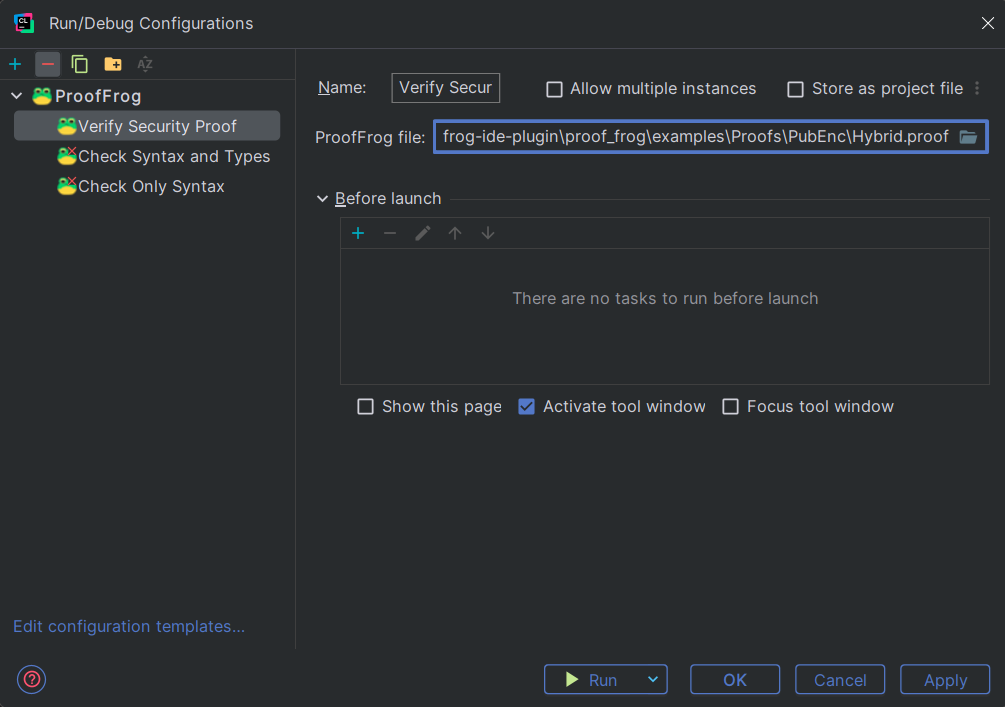 Run/Debug Configurations
ProofFrog
Verify Security Proof
Check Syntax and Types
Check Only Syntax
Edit configuration templates...
Name: Verify Secur Allow multiple instances Store as project file
ProofFrog file: frog-ide-plugin\proof_frog\examples\Proofs\PubEnc\Hybrid.proof
Before launch
There are no tasks to run before launch
Show this page Activate tool window Focus tool window
Run OK Cancel Apply